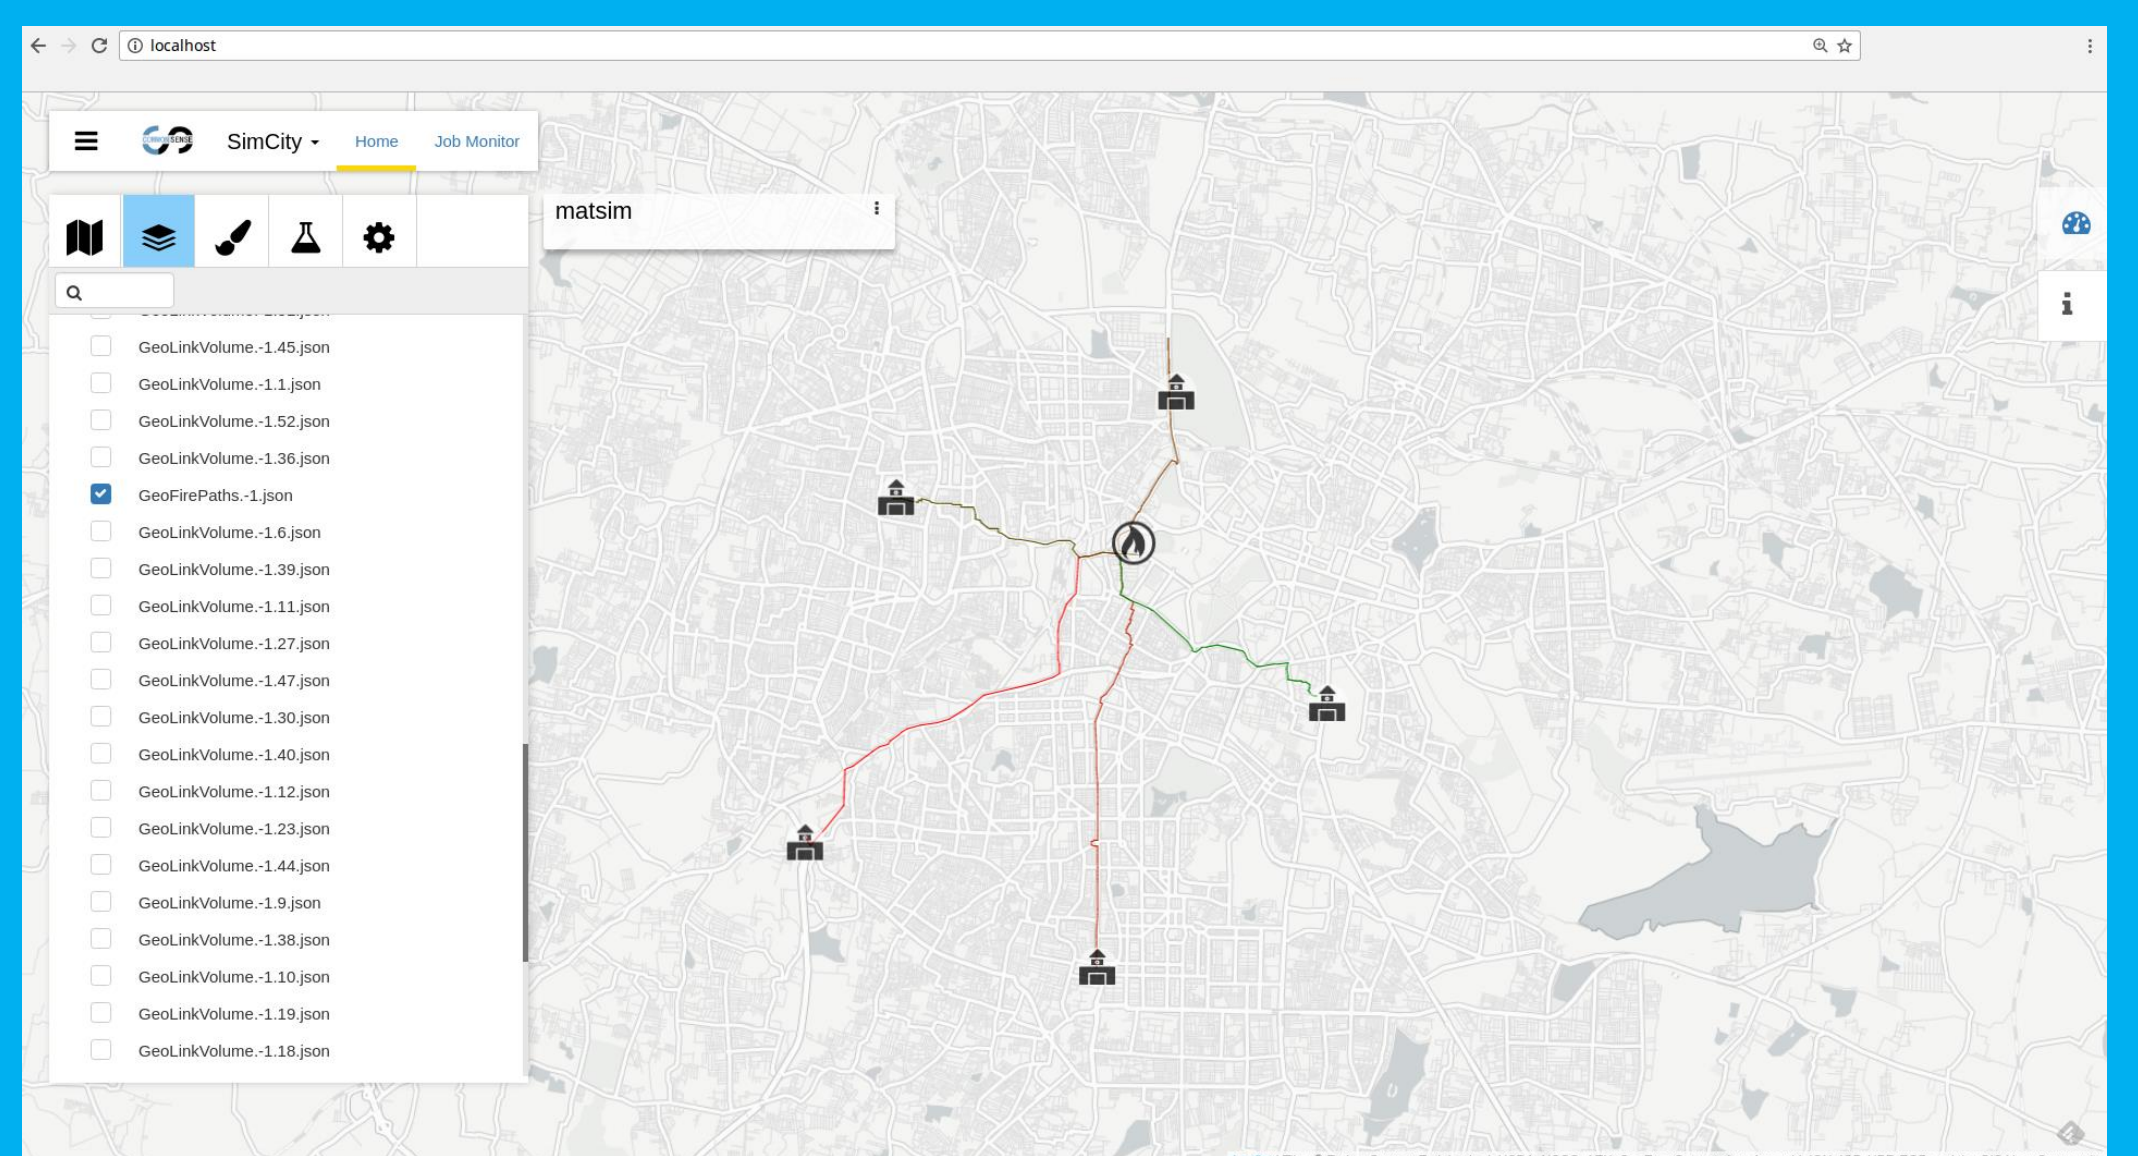 localhost
COMMONSENSE
SimCity
Home
Job Monitor
matsim
GeoLinkVolume.-1.45.json
GeoLinkVolume.-1.1.json
GeoLinkVolume.-1.52.json
GeoLinkVolume.-1.36.json
GeoFirePaths.-1.json
GeoLinkVolume.-1.6.json
GeoLinkVolume.-1.39.json
GeoLinkVolume.-1.11.json
GeoLinkVolume.-1.27.json
GeoLinkVolume.-1.47.json
GeoLinkVolume.-1.30.json
GeoLinkVolume.-1.40.json
GeoLinkVolume.-1.12.json
GeoLinkVolume.-1.23.json
GeoLinkVolume.-1.44.json
GeoLinkVolume.-1.9.json
GeoLinkVolume.-1.38.json
GeoLinkVolume.-1.10.json
GeoLinkVolume.-1.19.json
GeoLinkVolume.-1.18.json